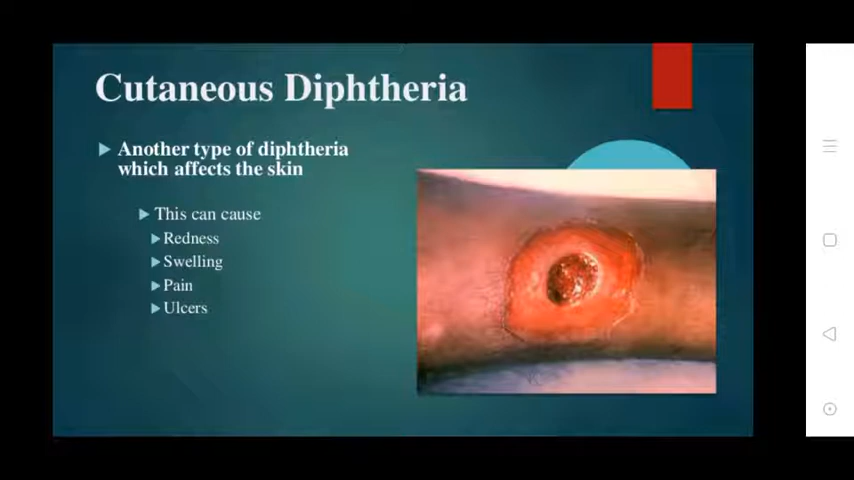 Cutaneous Diphtheria
Another type of diphtheria
which affects the skin
This can cause
Redness
Swelling
Pain
Ulcers